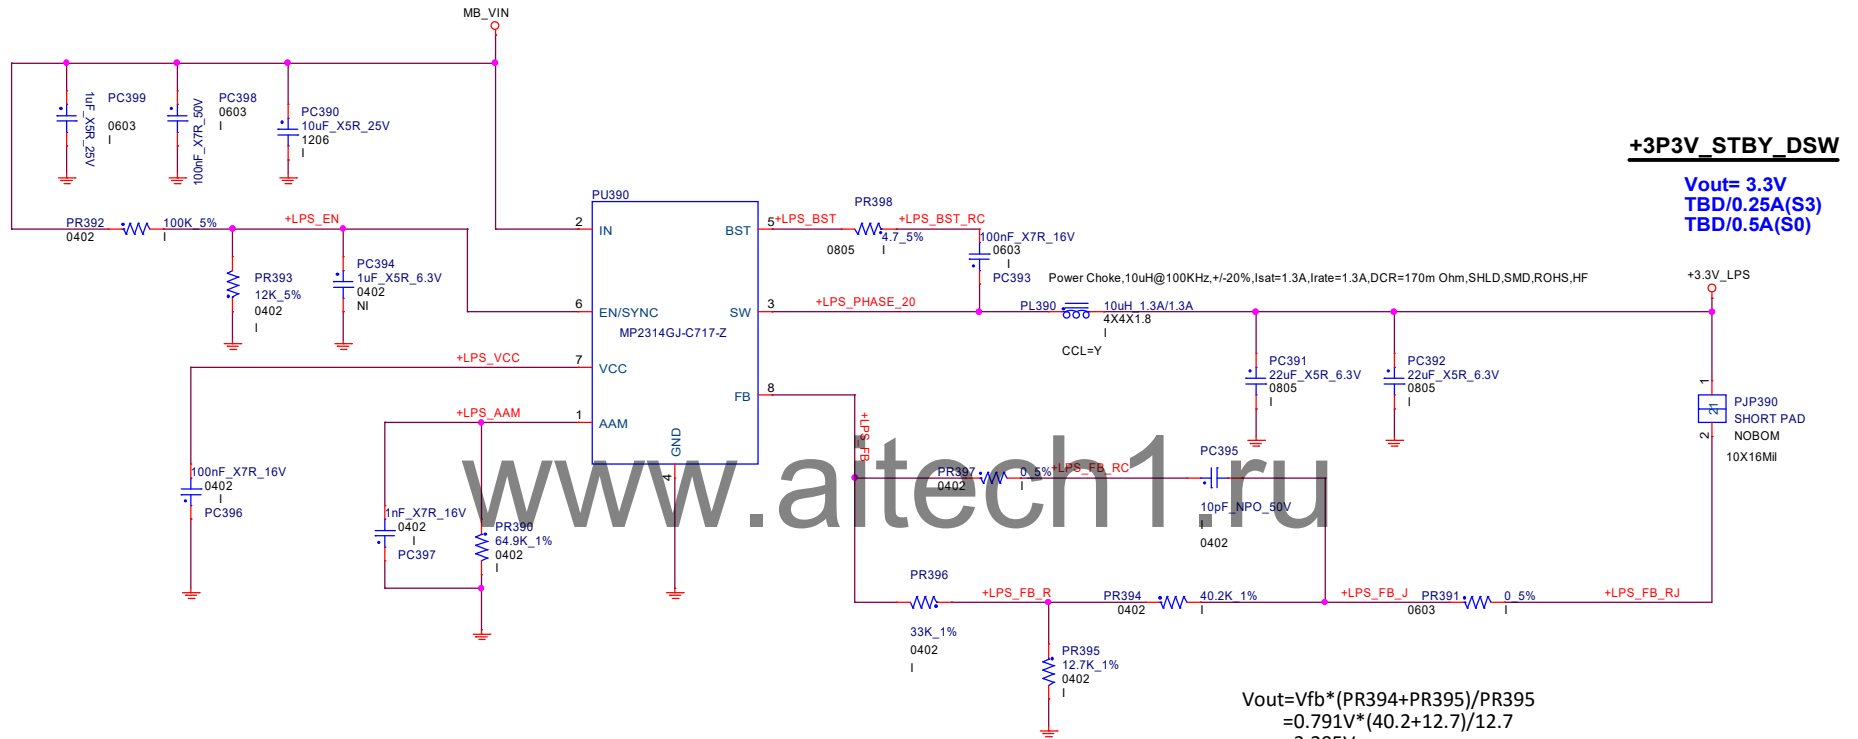 MB_VIN
PC399
1uF_X5R_25V
0603
I
PC398
100nF_X7R_50V
0603
I
PC390
10uF_X5R_25V
1206
I
+3P3V_STBY_DSW
Vout= 3.3V
TBD/0.25A(S3)
TBD/0.5A(S0)
PR392
0402
100K_5%
I
+LPS_EN
PR393
12K_5%
0402
I
PC394
1uF_X5R_6.3V
0402
NI
PU390
2
IN
BST
5
6
EN/SYNC
SW
3
MP2314GJ-C717-Z
7
VCC
FB
8
1
AAM
GND
4
+LPS_BST
PR398
0805
4.7_5%
I
+LPS_BST_RC
100nF_X7R_16V
0603
I
PC393
+LPS_PHASE_20
Power Choke,10uH@100KHz,+/-20%,Isat=1.3A,Irate=1.3A,DCR=170m Ohm,SHLD,SMD,ROHS,HF
PL390
10uH_1.3A/1.3A
4X4X1.8
I
CCL=Y
+3.3V_LPS
PC391
22uF_X5R_6.3V
0805
I
PC392
22uF_X5R_6.3V
0805
I
1
21
2
PJP390
SHORT PAD
NOBOM
10X16Mil
+LPS_VCC
100nF_X7R_16V
0402
I
PC396
+LPS_AAM
1nF_X7R_16V
0402
I
PC397
PR390
64.9K_1%
0402
I
+LPS_FB
PR397
0402
0_5%
I
+LPS_FB_RC
PC395
10pF_NPO_50V
I
0402
www.aitech1.ru
PR396
33K_1%
0402
I
+LPS_FB_R
PR394
0402
40.2K_1%
I
+LPS_FB_J
PR391
0603
0_5%
I
+LPS_FB_RJ
PR395
12.7K_1%
0402
I
Vout=Vfb*(PR394+PR395)/PR395
=0.791V*(40.2+12.7)/12.7